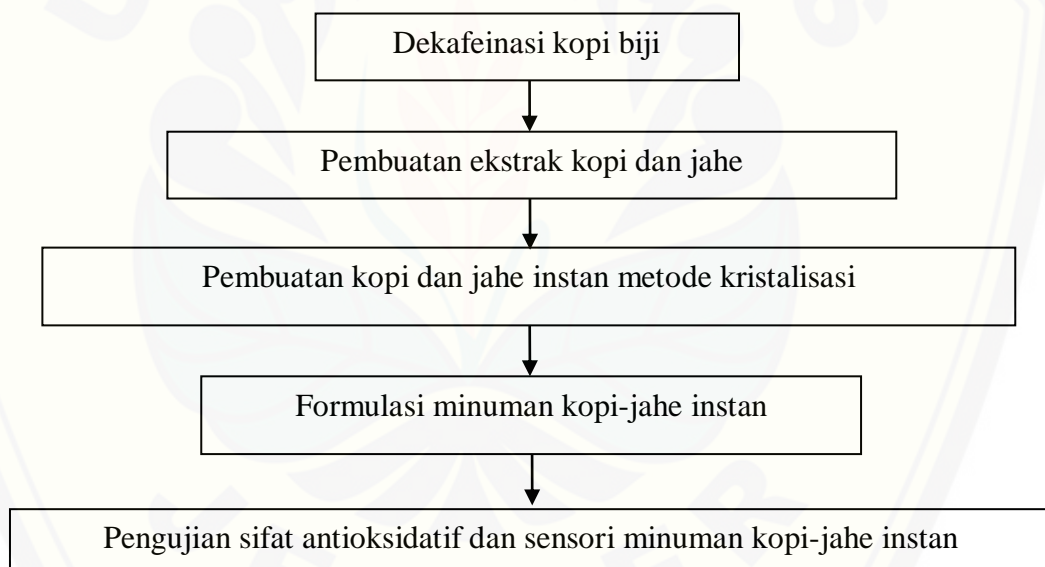 Dekafeinasi kopi biji
Pembuatan ekstrak kopi dan jahe
Pembuatan kopi dan jahe instan metode kristalisasi
Formulasi minuman kopi-jahe instan
Pengujian sifat antioksidatif dan sensori minuman kopi-jahe instan